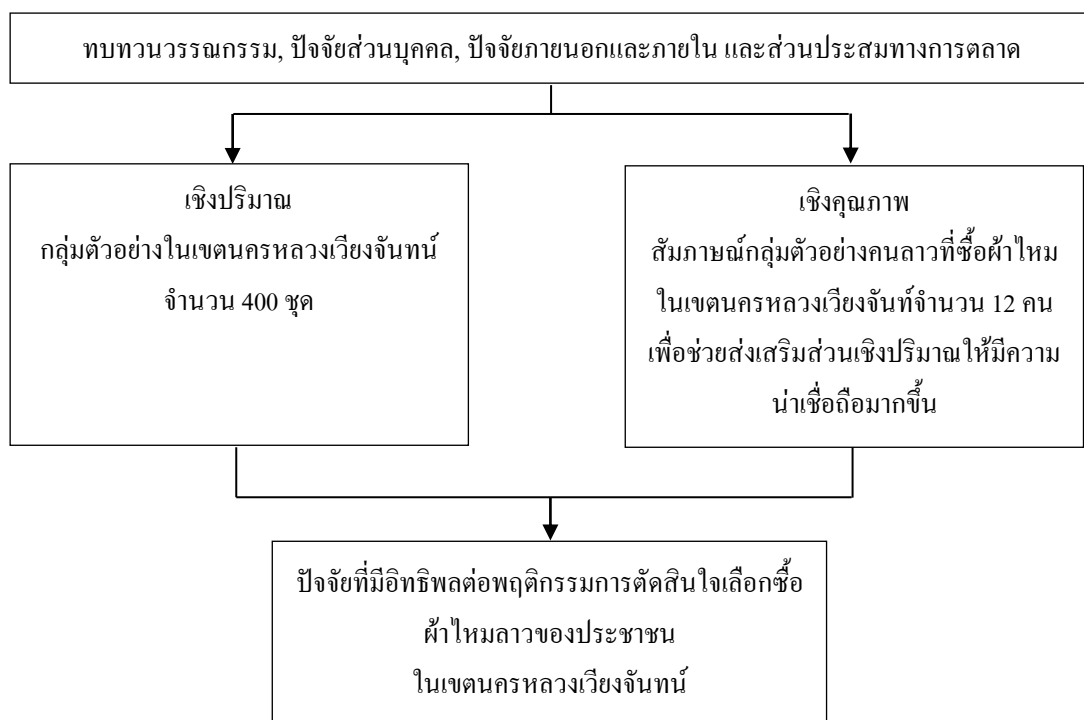 ทบทวนวรรณกรรม, ปัจจัยส่วนบุคคล, ปัจจัยภายนอกและภายใน และส่วนประสมทางการตลาด
เชิงปริมาณ
กลุ่มตัวอย่างในเขตนครหลวงเวียงจันทน์
จำนวน 400 ชุด
เชิงคุณภาพ
สัมภาษณ์กลุ่มตัวอย่างคนลาวที่ซื้อผ้าไหม
ในเขตนครหลวงเวียงจันท์จำนวน 12 คน
เพื่อช่วยส่งเสริมส่วนเชิงปริมาณให้มีความ
น่าเชื่อถือมากขึ้น
ปัจจัยที่มีอิทธิพลต่อพฤติกรรมการตัดสินใจเลือกซื้อ
ผ้าไหมลาวของประชาชน
ในเขตนครหลวงเวียงจันทน์